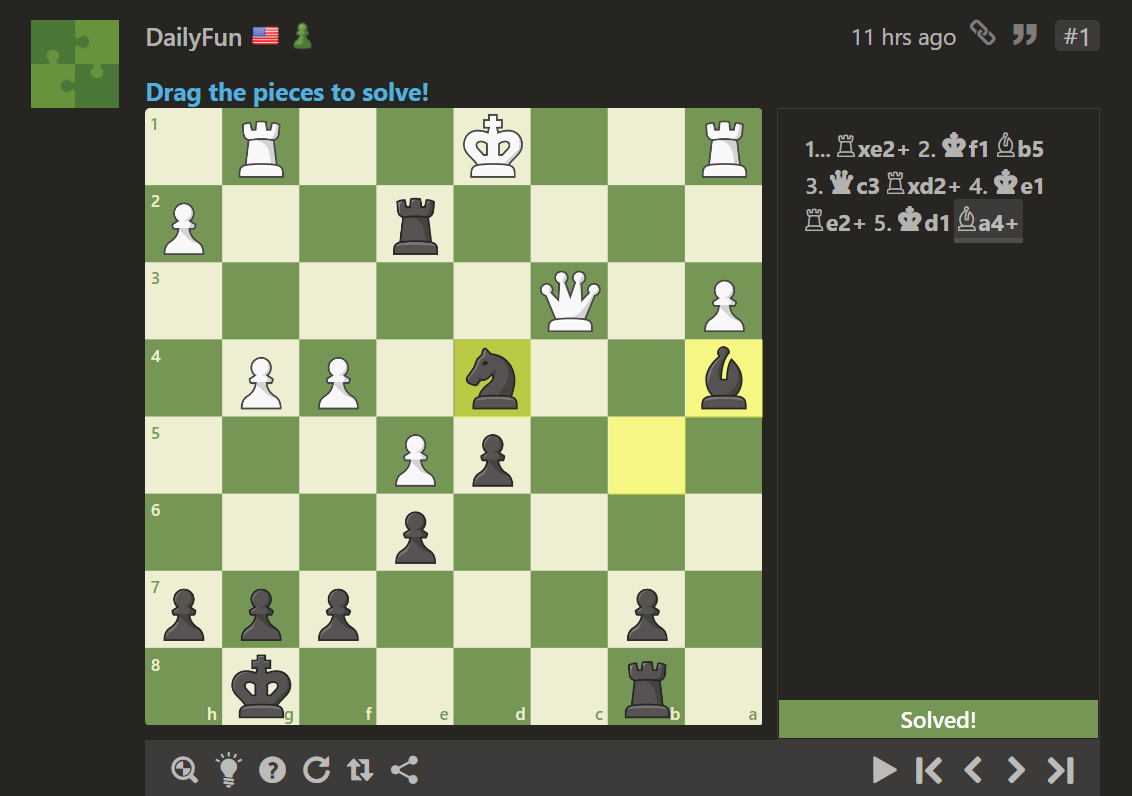 DailyFun
11 hrs ago #1
Drag the pieces to solve!
1... ♖xe2+ 2. ♚f1 ♗b5
3. ♛c3 ♖xd2+ 4. ♚e1
♖e2+ 5. ♚d1 ♗a4+
1
2
3
4
5
6
7
8
h g f e d c b a
Solved!